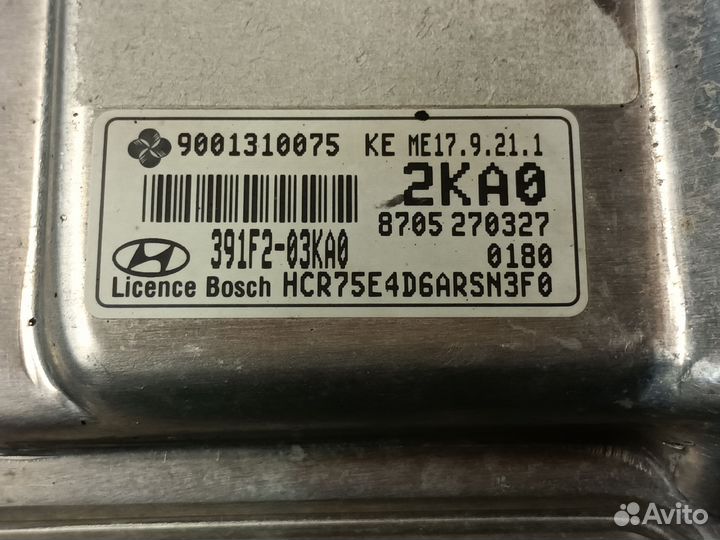 9001310075 KE ME17.9.21.1
2KA0
8705 270327
391F2-03KA0 0180
Licence Bosch HCR75E4D6ARSN3F0
Avito